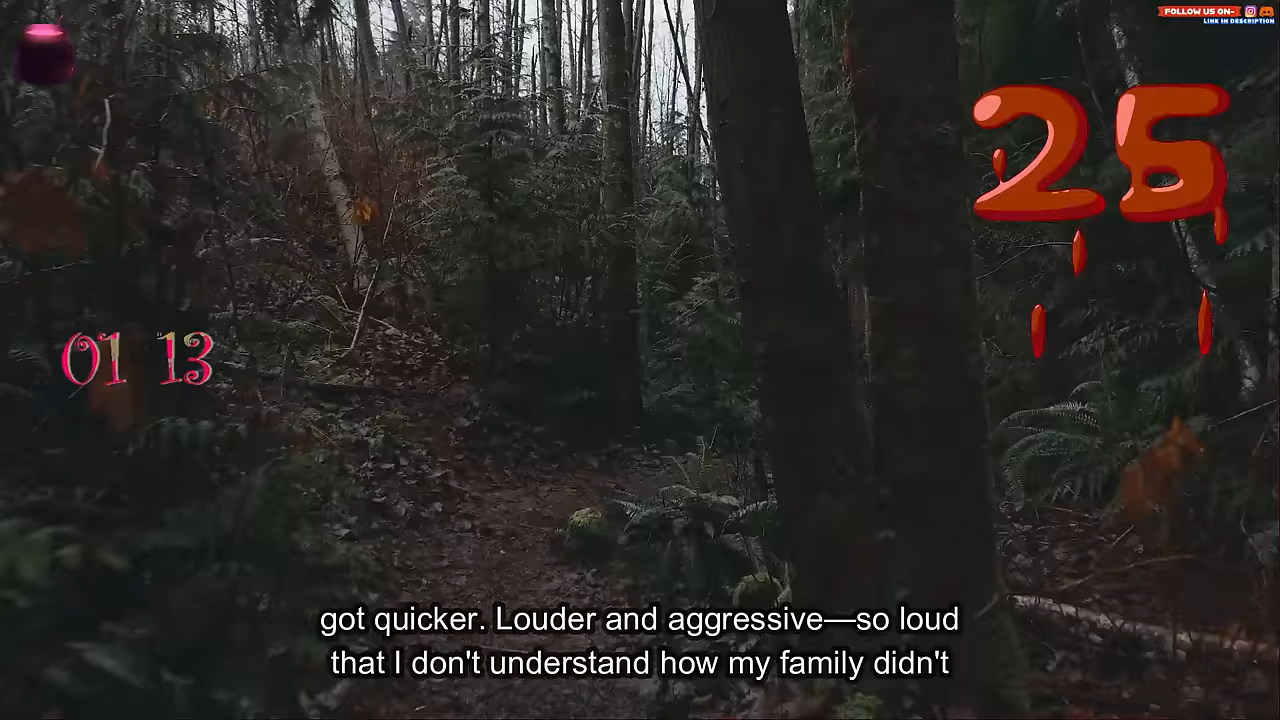 FOLLOW US ON-
LINK IN DESCRIPTION
25
01 13
got quicker. Louder and aggressive—so loud
that I don't understand how my family didn't